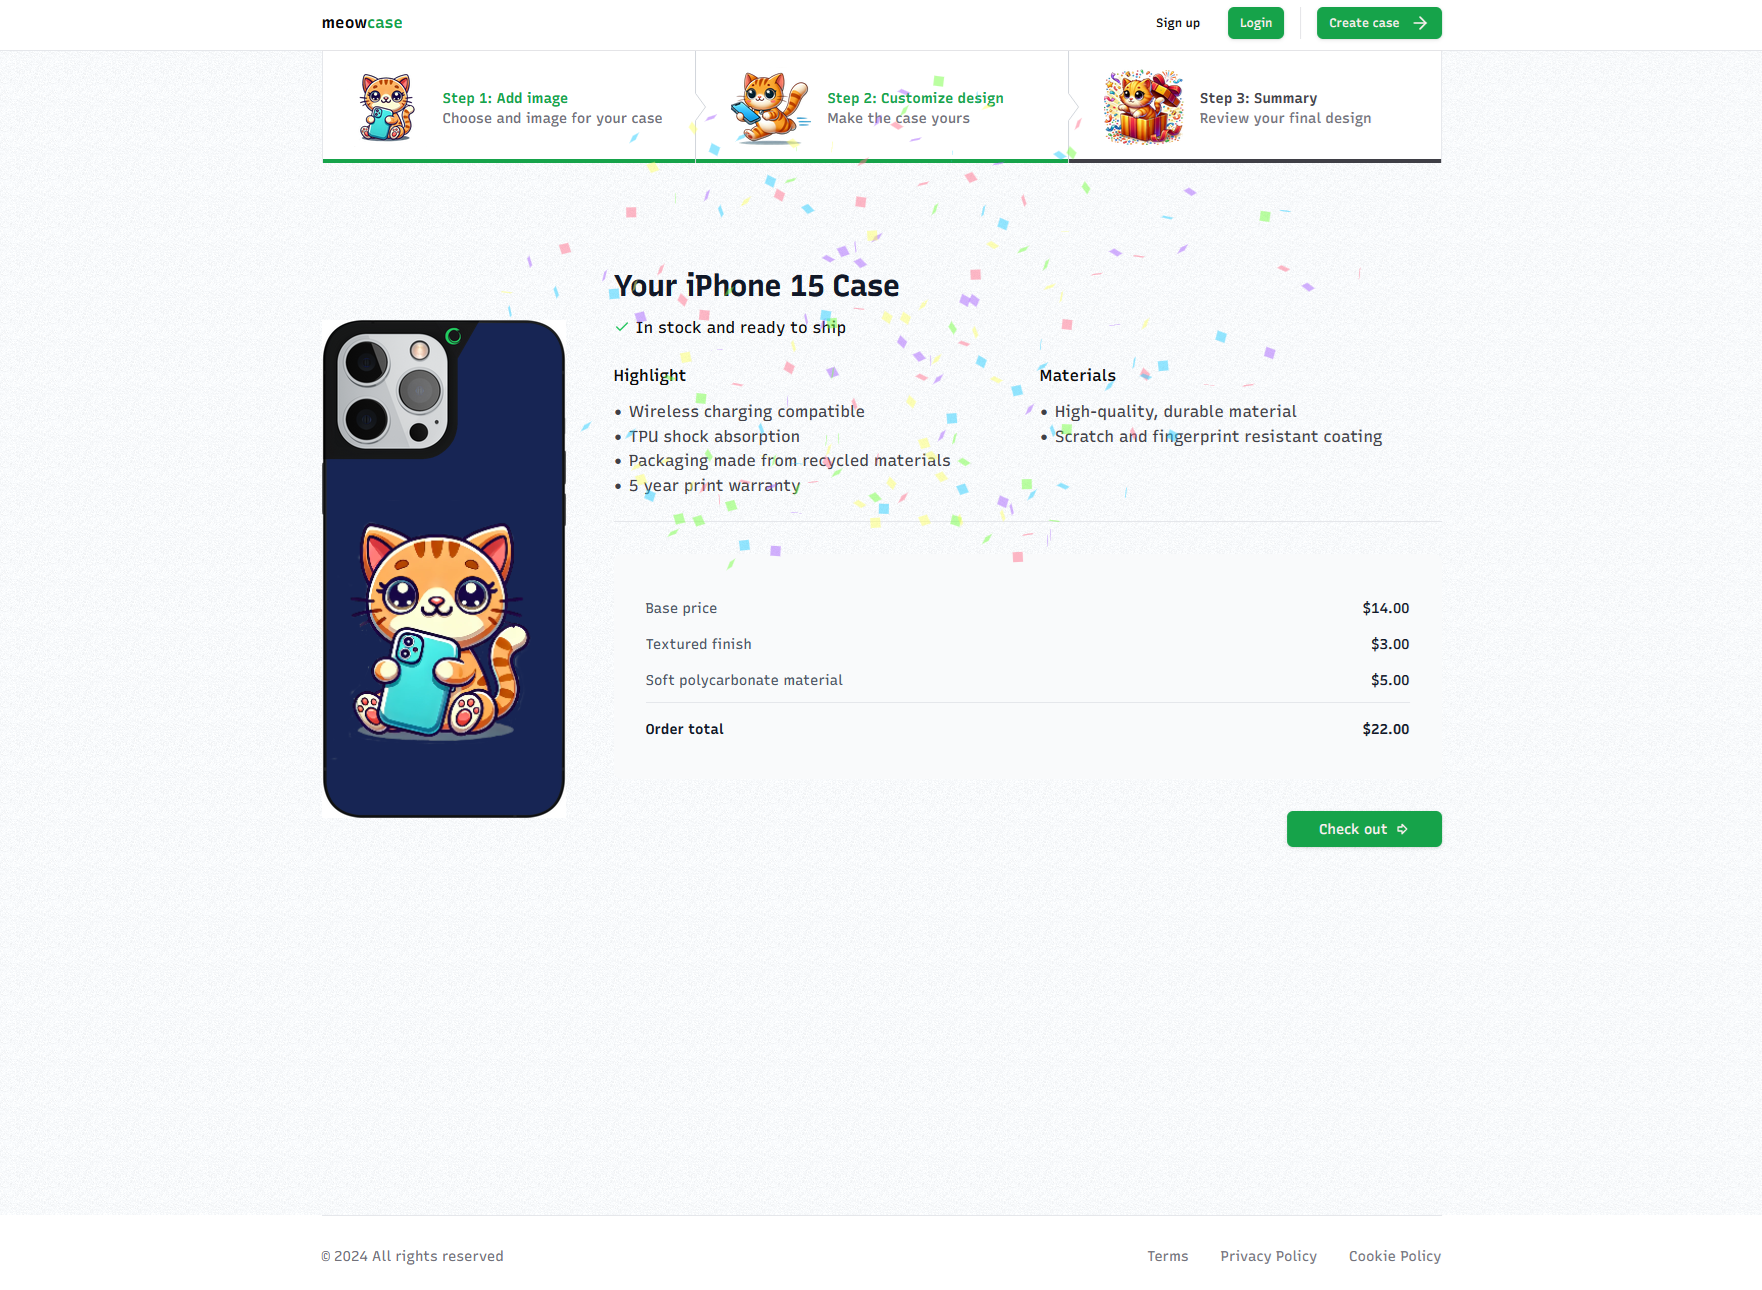 meowcase
Sign up
Login
Create case
Step 1: Add image
Choose and image for your case
Step 2: Customize design
Make the case yours
Step 3: Summary
Review your final design
Your iPhone 15 Case
In stock and ready to ship
Highlight
• Wireless charging compatible
• TPU shock absorption
• Packaging made from recycled materials
• 5 year print warranty
Materials
• High-quality, durable material
• Scratch and fingerprint resistant coating
Base price $14.00
Textured finish $3.00
Soft polycarbonate material $5.00
Order total $22.00
Check out
© 2024 All rights reserved
Terms
Privacy Policy
Cookie Policy